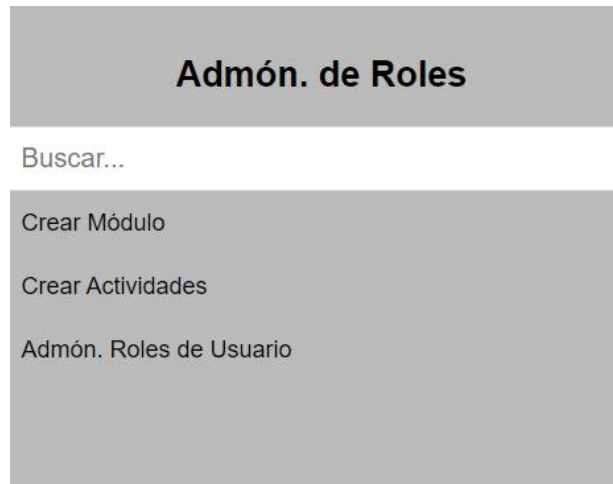 Admón. de Roles
Buscar...
Crear Módulo
Crear Actividades
Admón. Roles de Usuario